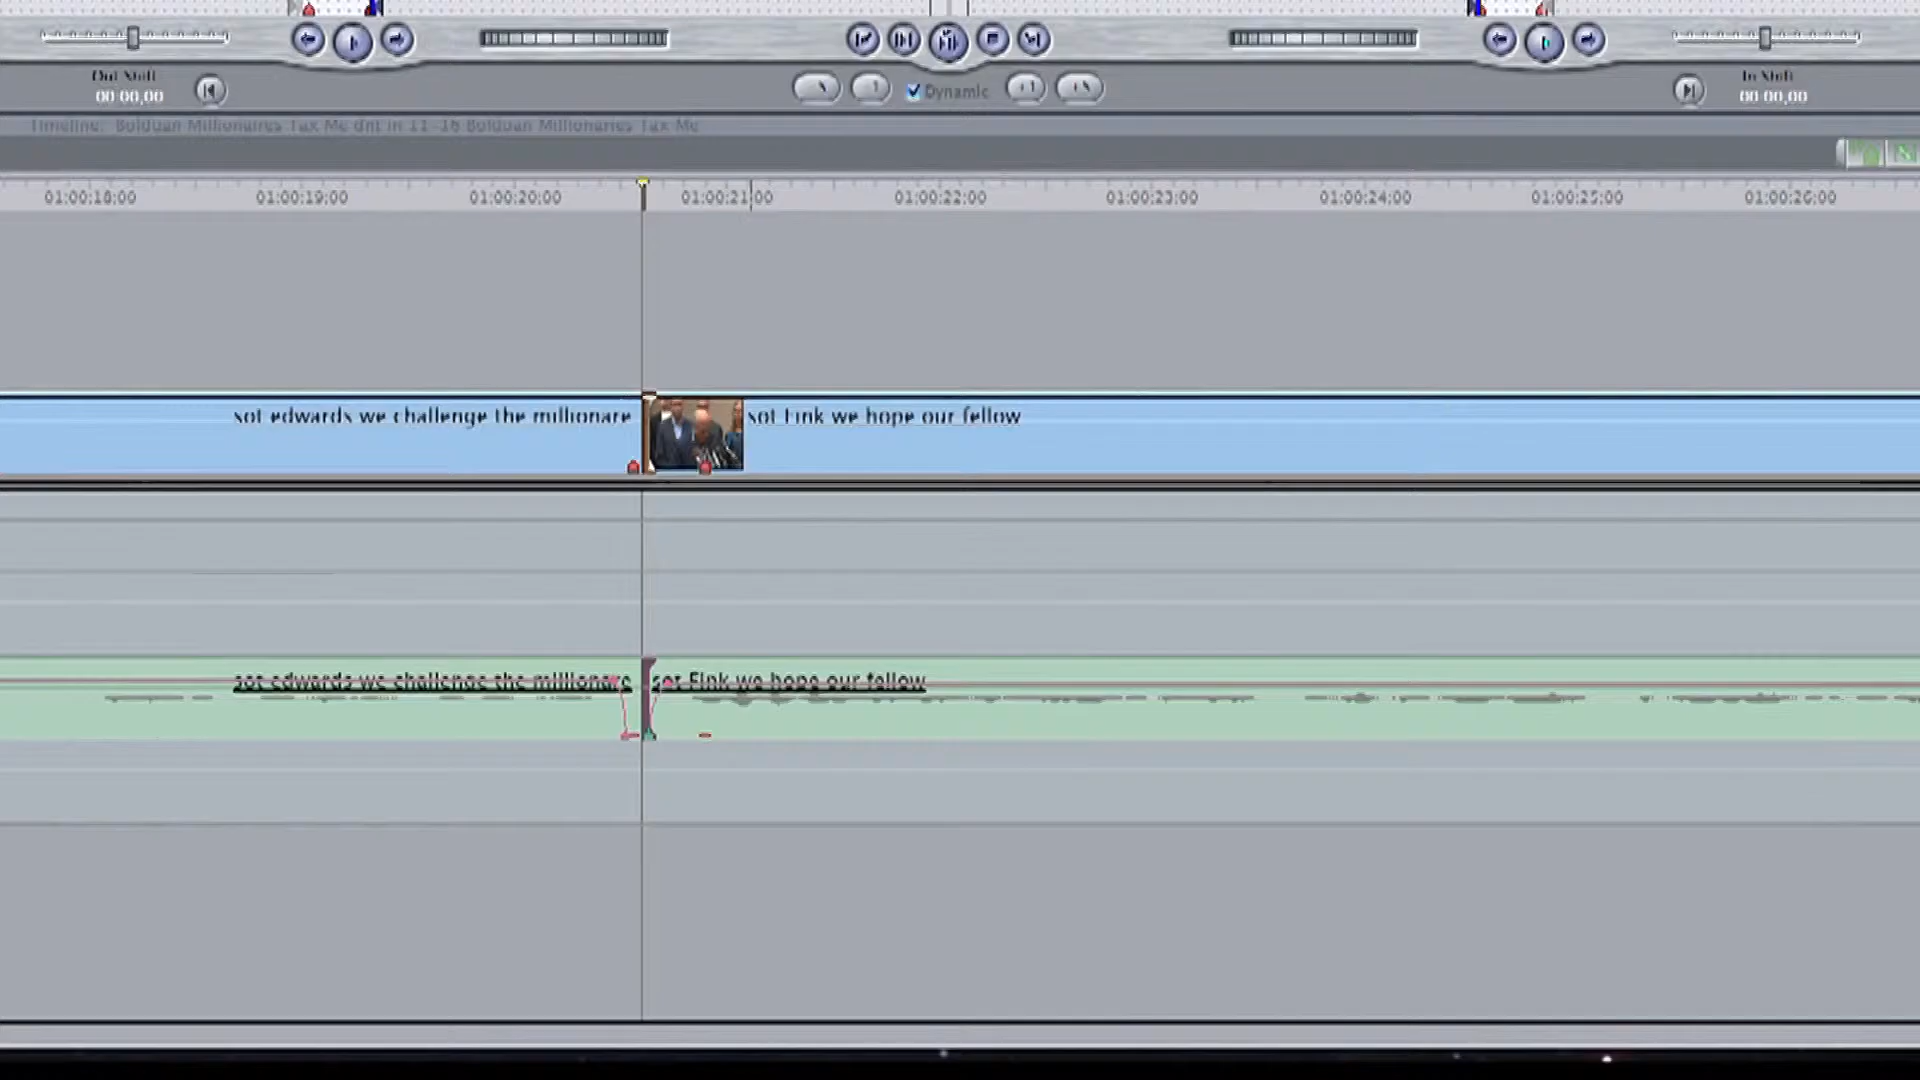 Out Shift
00:00;00
Dynamic
In Shift
00:00;00
Timeline: Bolduan Millionaires Tax Me dnt in 11-16 Bolduan Millionaries Tax Me
01:00:18:00
01:00:19:00
01:00:20:00
01:00:21:00
01:00:22:00
01:00:23:00
01:00:24:00
01:00:25:00
01:00:26:00
sot edwards we challenge the millionare
sot Fink we hope our fellow
sot edwards we challenge the millionare
sot Fink we hope our fellow